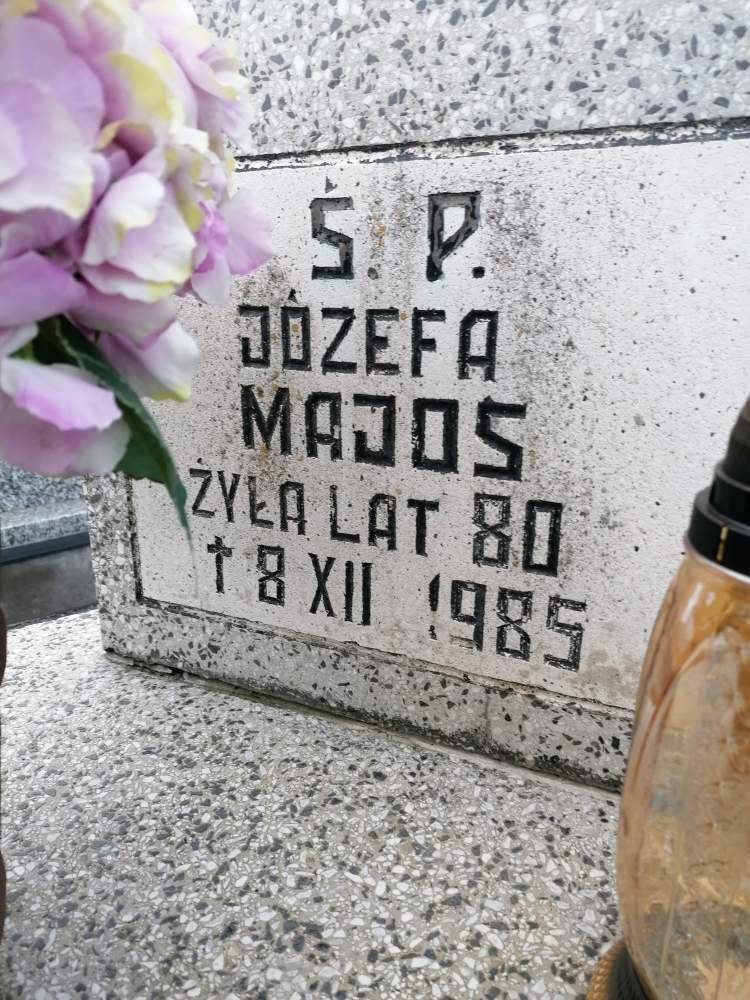 Ś. P.
JÓZEFA
MAJOS
ŻYŁA LAT 80
† 8 XII 1985